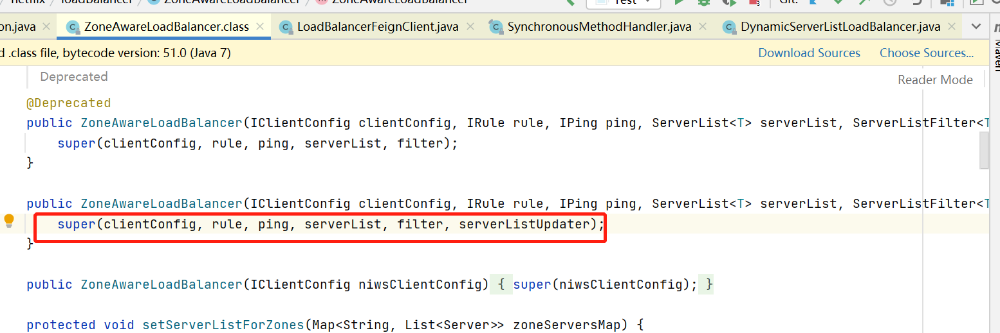 netflix / loadbalancer / ZoneAwareLoadBalancer / m ZoneAwareLoadBalancer Test Git:
on.java ZoneAwareLoadBalancer.class LoadBalancerFeignClient.java SynchronousMethodHandler.java DynamicServerListLoadBalancer.java
d .class file, bytecode version: 51.0 (Java 7) Download Sources Choose Sources...
Maven
Deprecated
Reader Mode
@Deprecated
public ZoneAwareLoadBalancer(IClientConfig clientConfig, IRule rule, IPing ping, ServerList<T> serverList, ServerListFilter<T
super(clientConfig, rule, ping, serverList, filter);
}
public ZoneAwareLoadBalancer(IClientConfig clientConfig, IRule rule, IPing ping, ServerList<T> serverList, ServerListFilter<T
super(clientConfig, rule, ping, serverList, filter, serverListUpdater);
}
public ZoneAwareLoadBalancer(IClientConfig niwsClientConfig) { super(niwsClientConfig); }
protected void setServerListForZones(Map<String, List<Server>> zoneServersMap) {